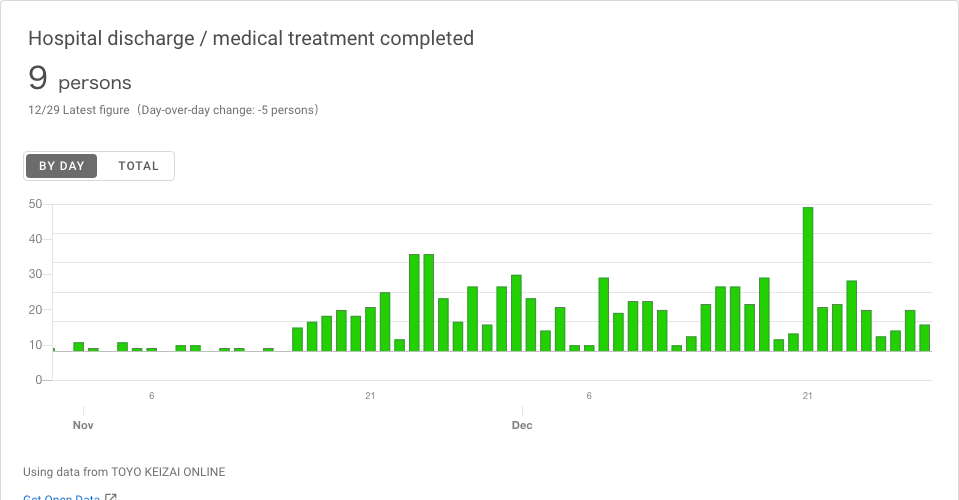 Hospital discharge / medical treatment completed
9 persons
12/29 Latest figure（Day-over-day change: -5 persons）
BY DAY TOTAL
50
40
30
20
10
0
6 21 6 21
Nov Dec
Using data from TOYO KEIZAI ONLINE
Get Open Data